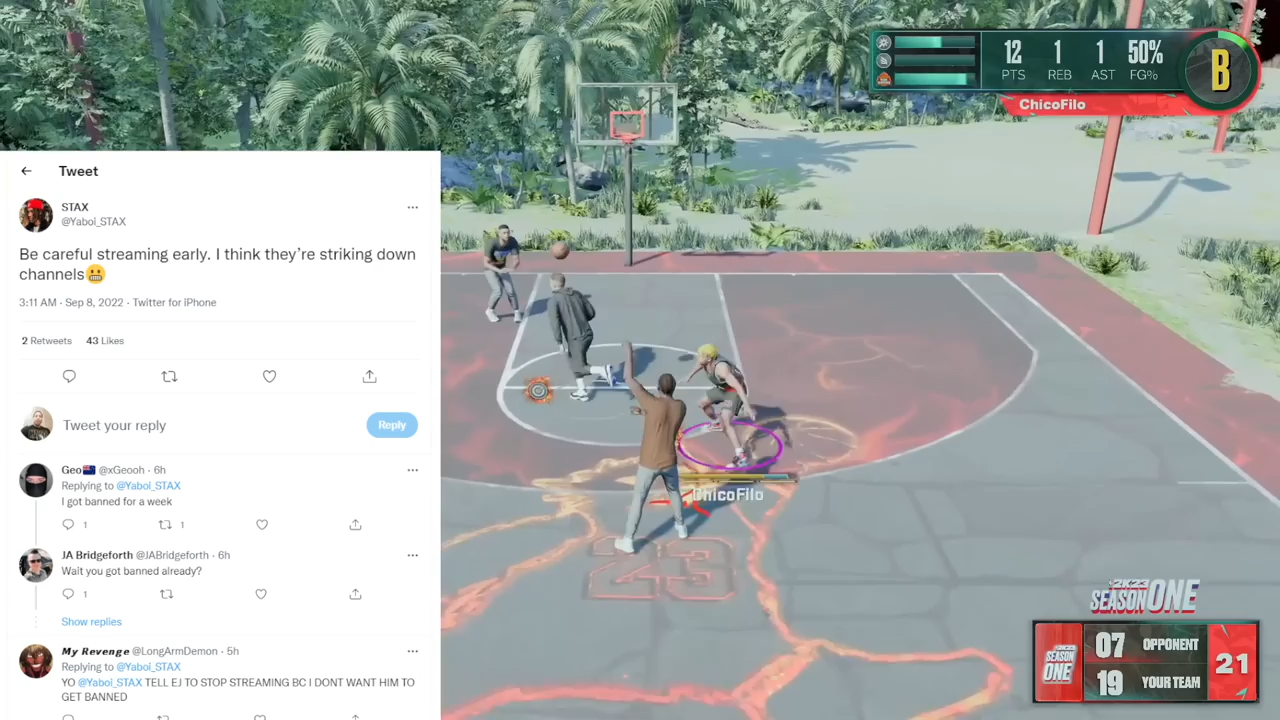 Tweet
STAX
@Yaboi_STAX
Be careful streaming early. I think they're striking down
channels😬
3:11 AM · Sep 8, 2022 · Twitter for iPhone
2 Retweets 43 Likes
Tweet your reply
Reply
Geo🇳🇿 @xGeooh · 6h
Replying to @Yaboi_STAX
I got banned for a week
1 1
JA Bridgeforth @JABridgeforth · 6h
Wait you got banned already?
1
Show replies
My Revenge @LongArmDemon · 5h
Replying to @Yaboi_STAX
YO @Yaboi_STAX TELL EJ TO STOP STREAMING BC I DONT WANT HIM TO
GET BANNED
12 1 1 50%
PTS REB AST FG%
B
ChicoFilo
ChicoFilo
23
2K23
SEASON ONE
SEASON
ONE
07 OPPONENT
19 YOUR TEAM
21